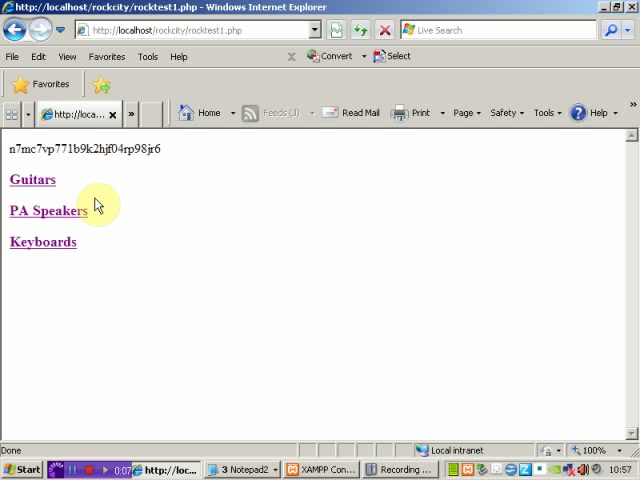 http://localhost/rockcity/rocktest1.php - Windows Internet Explorer
http://localhost/rockcity/rocktest1.php
Live Search
File Edit View Favorites Tools Help
Convert Select
Favorites
http://loca...
Home Feeds (J) Read Mail Print Page Safety Tools Help
n7mc7vp771b9k2hjf04rp98jr6
Guitars
PA Speakers
Keyboards
Done
Local intranet
100%
Start
0:07
http://loc...
3 Notepad2
XAMPP Con...
Recording ...
10:57